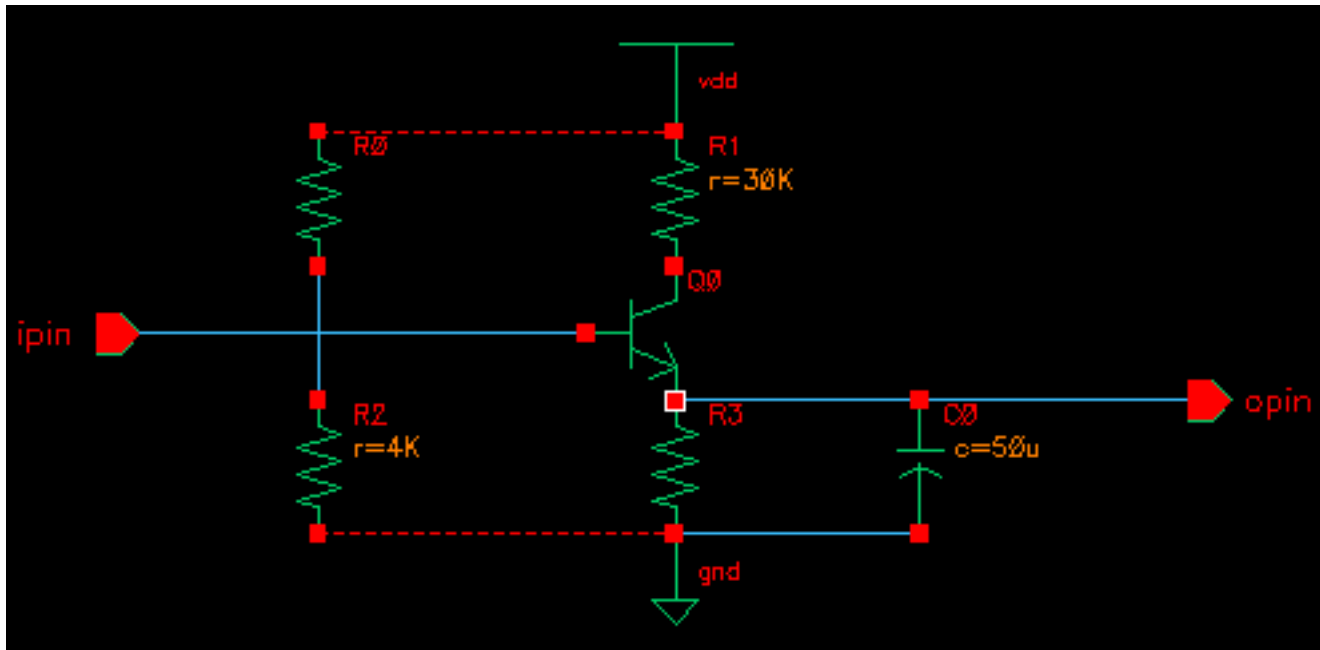 vdd
RØ
R1
r=3ØK
QØ
ipin
R2
r=4K
R3
CØ
c=5Øu
opin
gnd